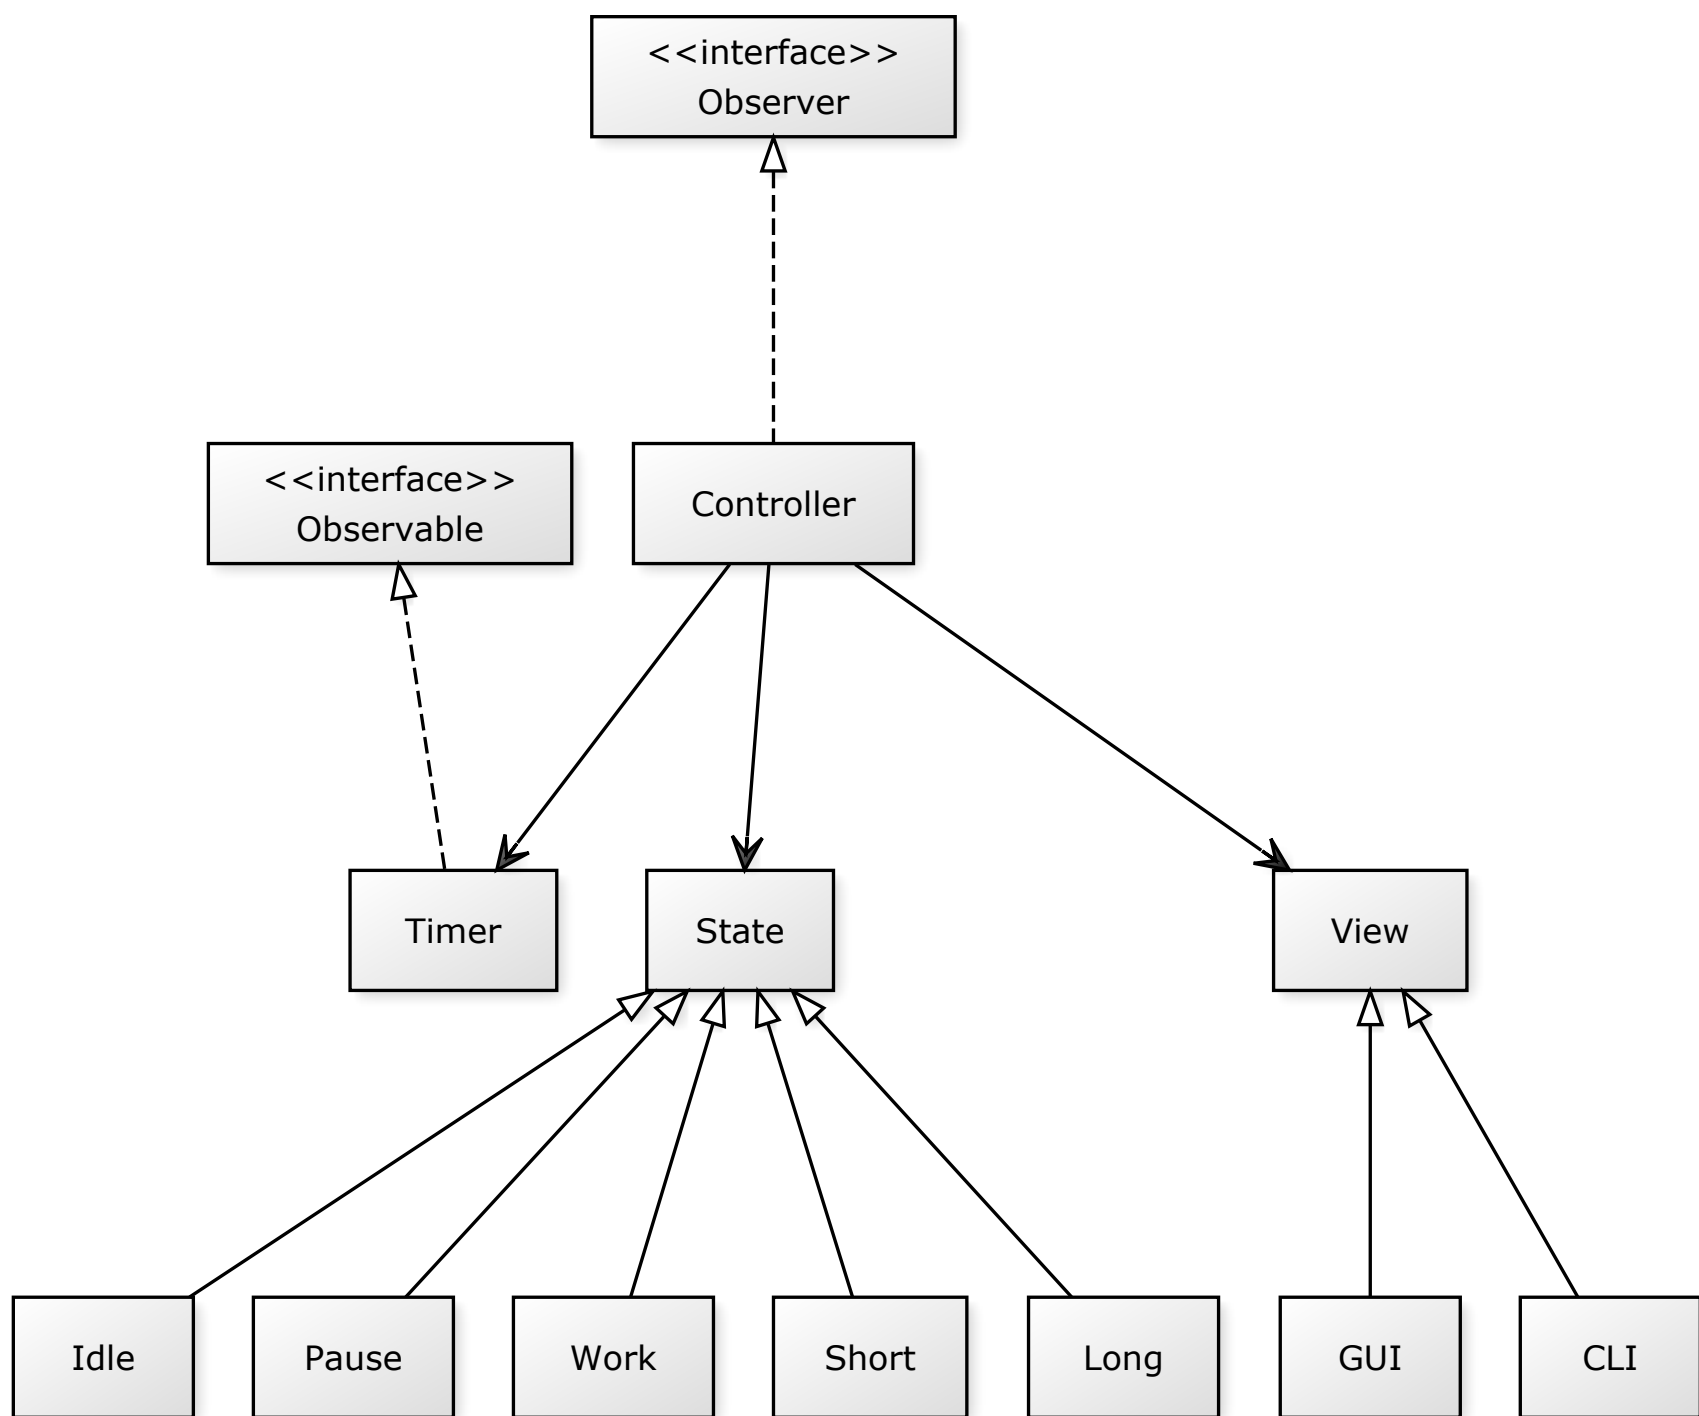 <<interface>>
Observer
<<interface>>
Observable
Controller
Timer
State
View
Idle
Pause
Work
Short
Long
GUI
CLI